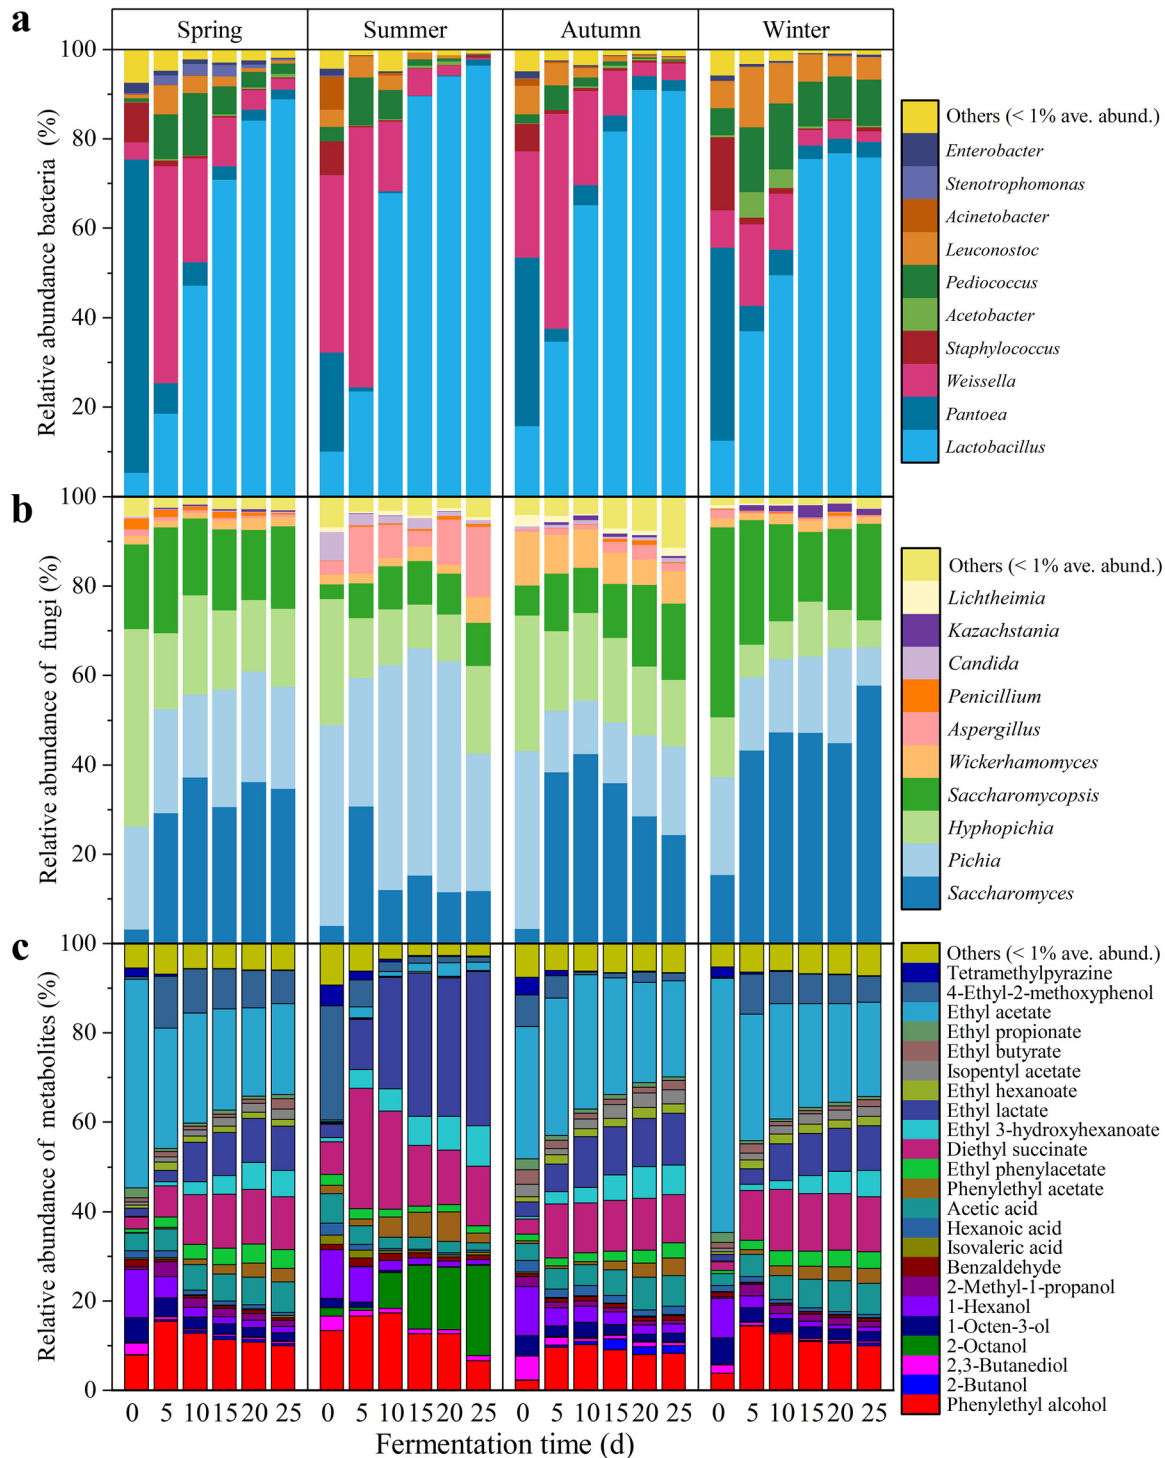 a
Spring Summer Autumn Winter
Relative abundance bacteria (%)
100
80
60
40
20
Others (< 1% ave. abund.)
Enterobacter
Stenotrophomonas
Acinetobacter
Leuconostoc
Pediococcus
Acetobacter
Staphylococcus
Weissella
Pantoea
Lactobacillus
b
Relative abundance of fungi (%)
100
80
60
40
20
Others (< 1% ave. abund.)
Lichtheimia
Kazachstania
Candida
Penicillium
Aspergillus
Wickerhamomyces
Saccharomycopsis
Hyphopichia
Pichia
Saccharomyces
c
Relative abundance of metabolites (%)
100
80
60
40
20
0
Others (< 1% ave. abund.)
Tetramethylpyrazine
4-Ethyl-2-methoxyphenol
Ethyl acetate
Ethyl propionate
Ethyl butyrate
Isopentyl acetate
Ethyl hexanoate
Ethyl lactate
Ethyl 3-hydroxyhexanoate
Diethyl succinate
Ethyl phenylacetate
Phenylethyl acetate
Acetic acid
Hexanoic acid
Isovaleric acid
Benzaldehyde
2-Methyl-1-propanol
1-Hexanol
1-Octen-3-ol
2-Octanol
2,3-Butanediol
2-Butanol
Phenylethyl alcohol
0 5 10 15 20 25 0 5 10 15 20 25 0 5 10 15 20 25 0 5 10 15 20 25
Fermentation time (d)